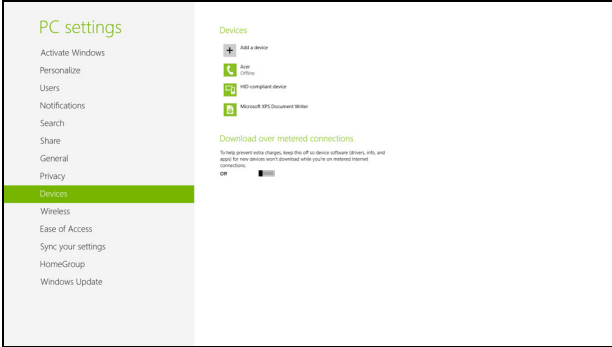 PC settings
Activate Windows
Personalize
Users
Notifications
Search
Share
General
Privacy
Devices
Wireless
Ease of Access
Sync your settings
HomeGroup
Windows Update
Devices
Add a device
Acer
Offline
HID-compliant device
Microsoft XPS Document Writer
Download over metered connections
To help prevent extra charges, keep this off so device software (drivers, info, and
apps) for new devices won't download while you're on metered Internet
connections.
Off